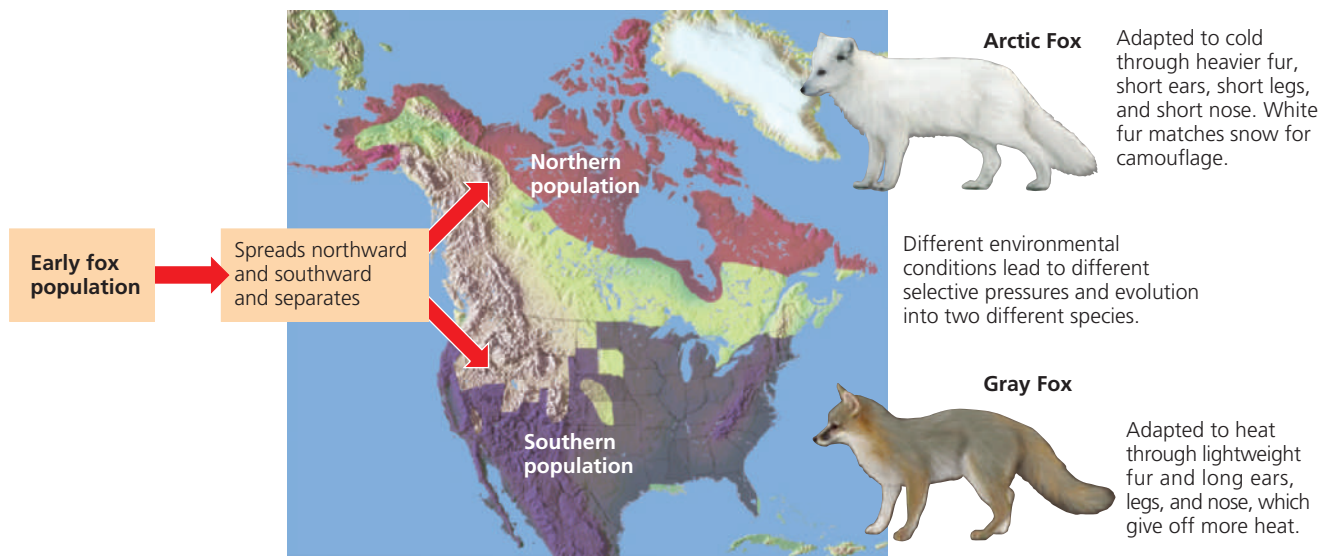 Early fox
population
Spreads northward
and southward
and separates
Northern
population
Southern
population
Arctic Fox
Adapted to cold
through heavier fur,
short ears, short legs,
and short nose. White
fur matches snow for
camouflage.
Different environmental
conditions lead to different
selective pressures and evolution
into two different species.
Gray Fox
Adapted to heat
through lightweight
fur and long ears,
legs, and nose, which
give off more heat.